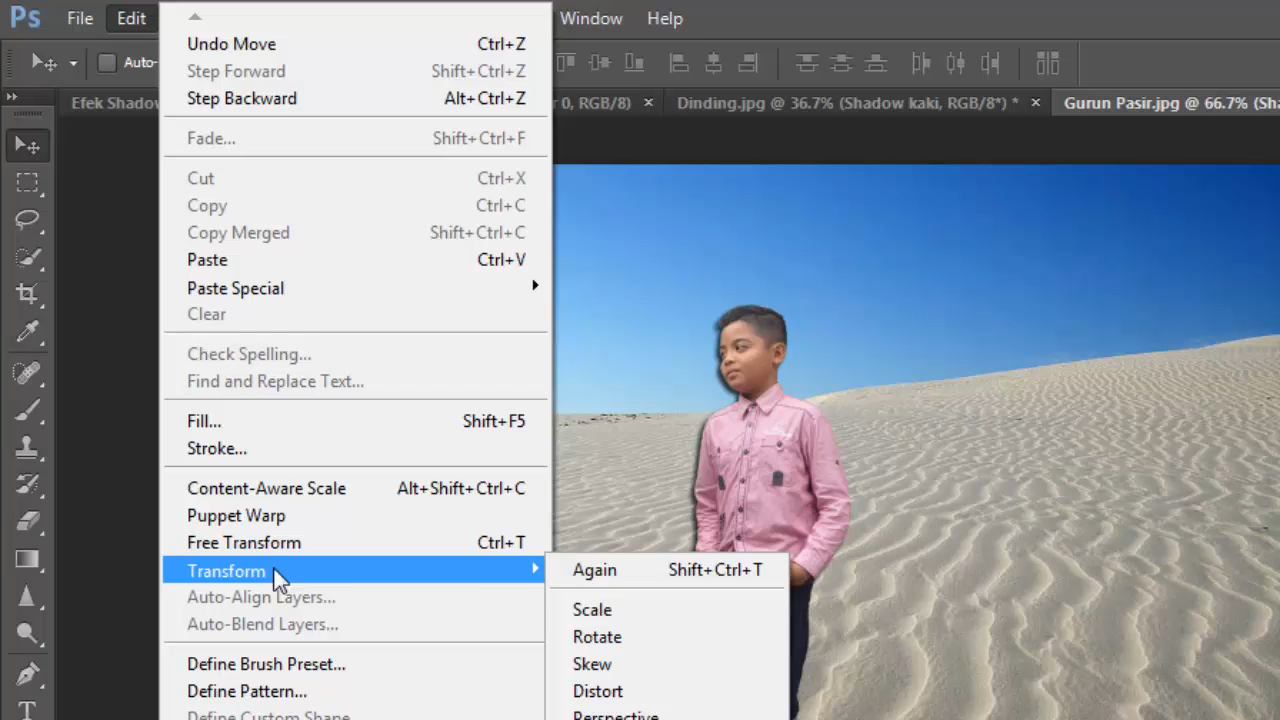 Ps File Edit Window Help
Auto-
Efek Shadow r 0, RGB/8) × Dinding.jpg @ 36.7% (Shadow kaki, RGB/8*) * × Gurun Pasir.jpg @ 66.7% (Sha
Undo Move Ctrl+Z
Step Forward Shift+Ctrl+Z
Step Backward Alt+Ctrl+Z
Fade... Shift+Ctrl+F
Cut Ctrl+X
Copy Ctrl+C
Copy Merged Shift+Ctrl+C
Paste Ctrl+V
Paste Special
Clear
Check Spelling...
Find and Replace Text...
Fill... Shift+F5
Stroke...
Content-Aware Scale Alt+Shift+Ctrl+C
Puppet Warp
Free Transform Ctrl+T
Transform
Again Shift+Ctrl+T
Auto-Align Layers...
Scale
Auto-Blend Layers...
Rotate
Define Brush Preset...
Skew
Define Pattern...
Distort
Define Custom Shape
Perspective
T